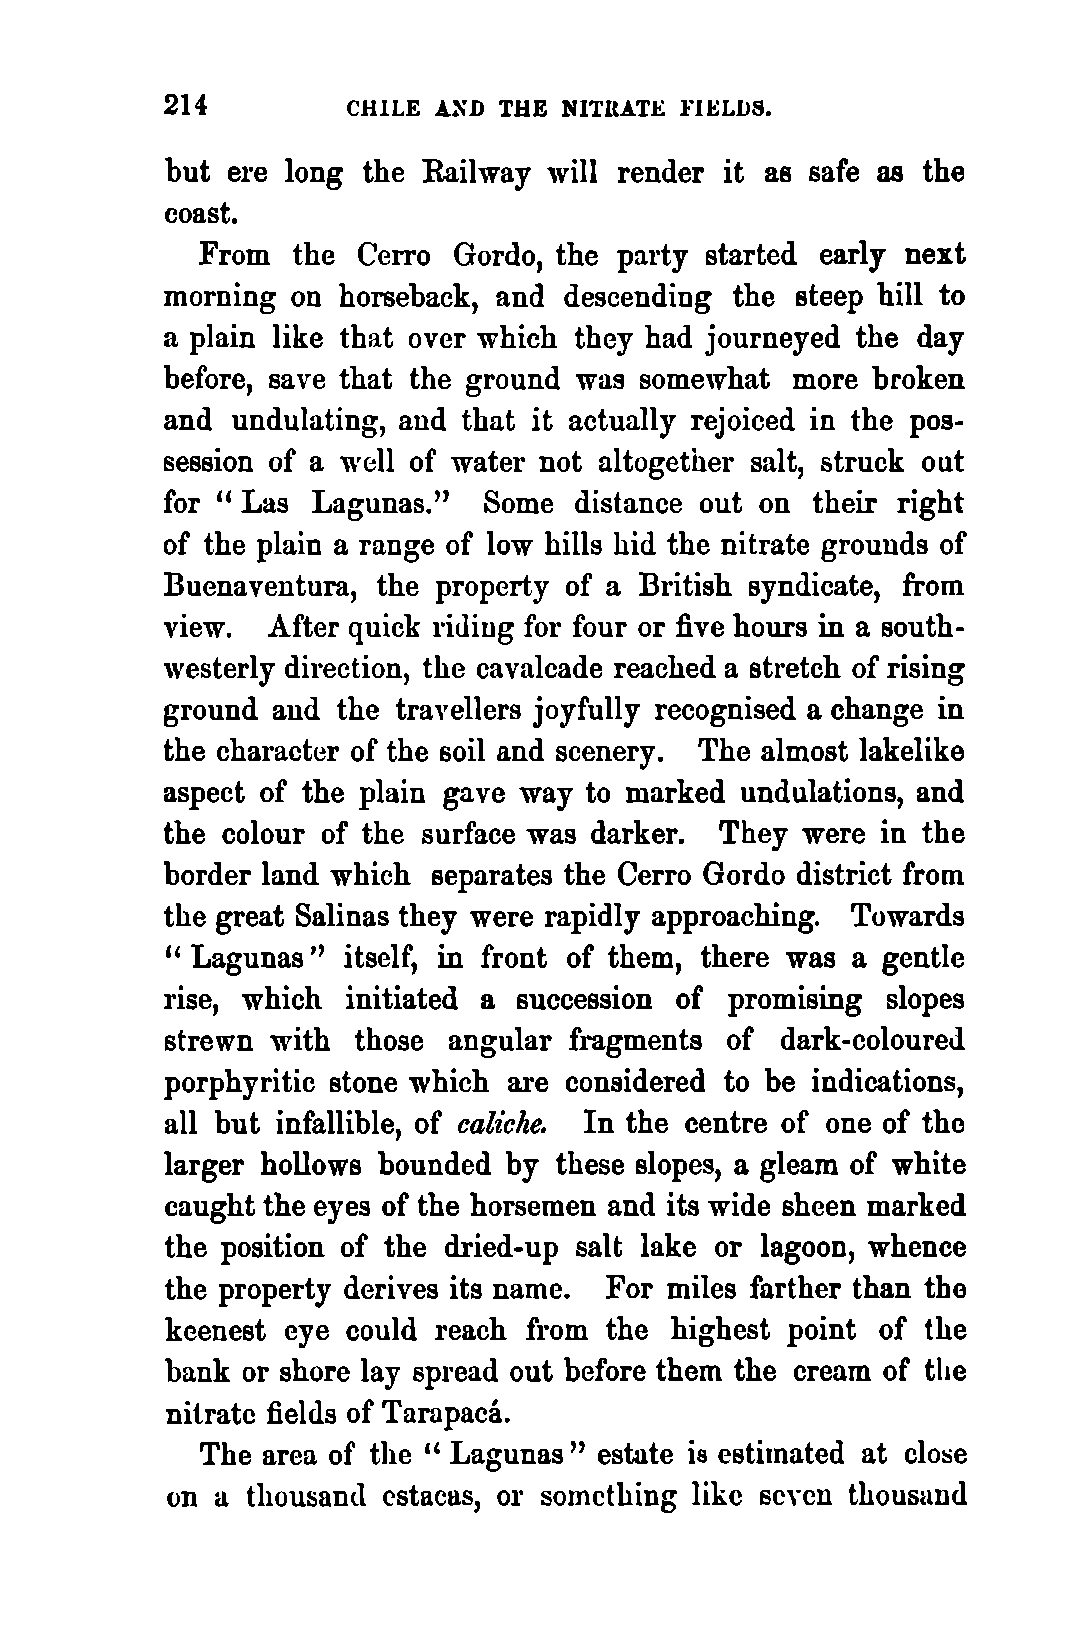 214 CHILE AND THE NITRATE FIELDS.
but ere long the Railway will render it as safe as the
coast.
From the Cerro Gordo, the party started early next
morning on horseback, and descending the steep hill to
a plain like that over which they had journeyed the day
before, save that the ground was somewhat more broken
and undulating, and that it actually rejoiced in the pos-
session of a well of water not altogether salt, struck out
for “Las Lagunas.” Some distance out on their right
of the plain a range of low hills hid the nitrate grounds of
Buenaventura, the property of a British syndicate, from
view. After quick riding for four or five hours in a south-
westerly direction, the cavalcade reached a stretch of rising
ground and the travellers joyfully recognised a change in
the character of the soil and scenery. The almost lakelike
aspect of the plain gave way to marked undulations, and
the colour of the surface was darker. They were in the
border land which separates the Cerro Gordo district from
the great Salinas they were rapidly approaching. Towards
“Lagunas” itself, in front of them, there was a gentle
rise, which initiated a succession of promising slopes
strewn with those angular fragments of dark-coloured
porphyritic stone which are considered to be indications,
all but infallible, of caliche. In the centre of one of the
larger hollows bounded by these slopes, a gleam of white
caught the eyes of the horsemen and its wide sheen marked
the position of the dried-up salt lake or lagoon, whence
the property derives its name. For miles farther than the
keenest eye could reach from the highest point of the
bank or shore lay spread out before them the cream of the
nitrate fields of Tarapacá.
The area of the “Lagunas” estate is estimated at close
on a thousand estacas, or something like seven thousand